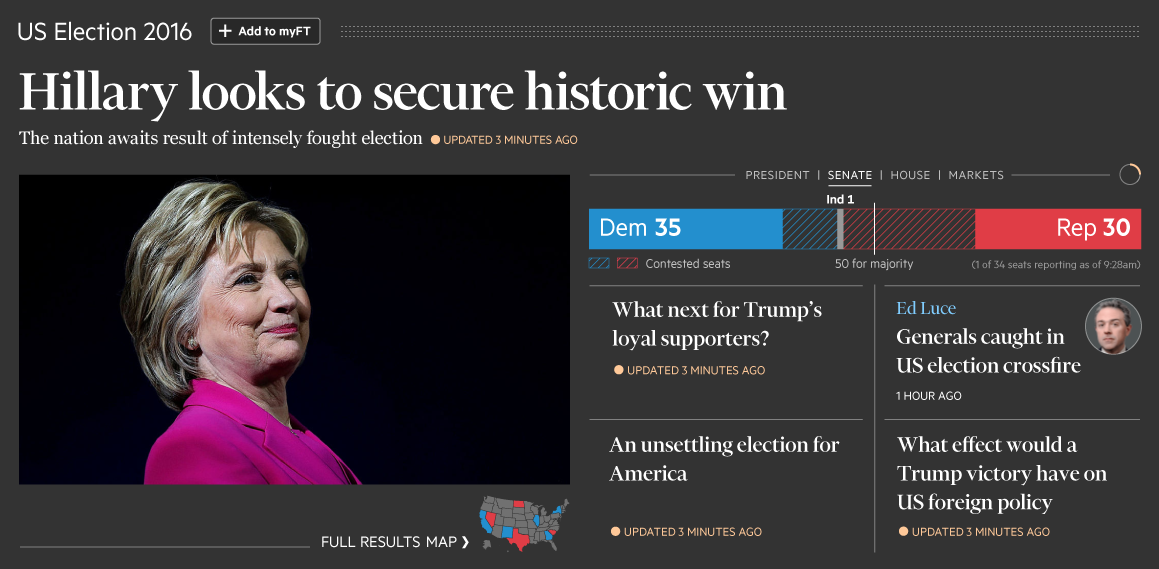 US Election 2016
+ Add to myFT
Hillary looks to secure historic win
The nation awaits result of intensely fought election ● UPDATED 3 MINUTES AGO
PRESIDENT | SENATE | HOUSE | MARKETS
Ind 1
Dem 35
Rep 30
Contested seats
50 for majority
(1 of 34 seats reporting as of 9:28am)
What next for Trump’s
loyal supporters?
● UPDATED 3 MINUTES AGO
Ed Luce
Generals caught in
US election crossfire
1 HOUR AGO
An unsettling election for
America
● UPDATED 3 MINUTES AGO
What effect would a
Trump victory have on
US foreign policy
● UPDATED 3 MINUTES AGO
FULL RESULTS MAP ❯